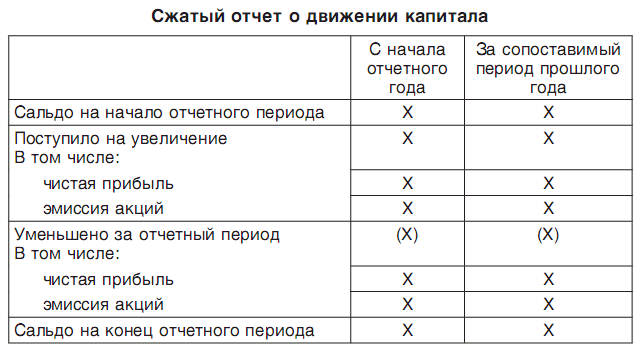 Сжатый отчет о движении капитала
С начала отчетного года
За сопоставимый период прошлого года
Сальдо на начало отчетного периода X X
Поступило на увеличение X X
В том числе:
чистая прибыль X X
эмиссия акций X X
Уменьшено за отчетный период (X) (X)
В том числе:
чистая прибыль X X
эмиссия акций X X
Сальдо на конец отчетного периода X X